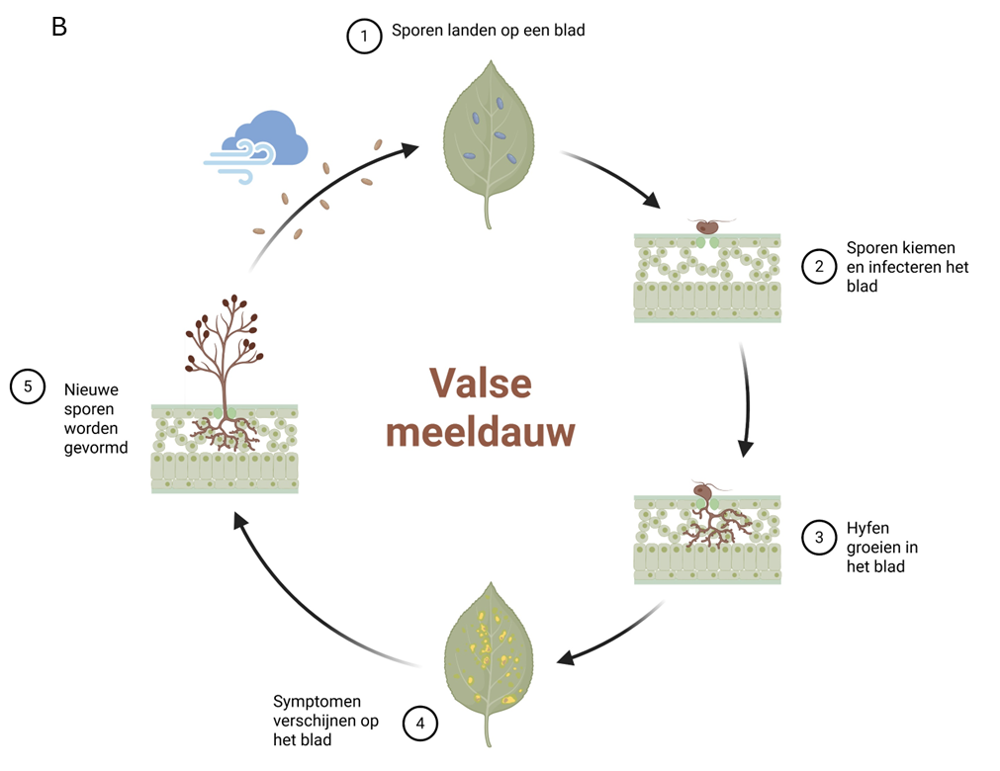 B
1
Sporen landen op een blad
2
Sporen kiemen
en infecteren het
blad
3
Hyfen
groeien in
het blad
4
Symptomen
verschijnen op
het blad
5
Nieuwe
sporen
worden
gevormd
Valse
meeldauw